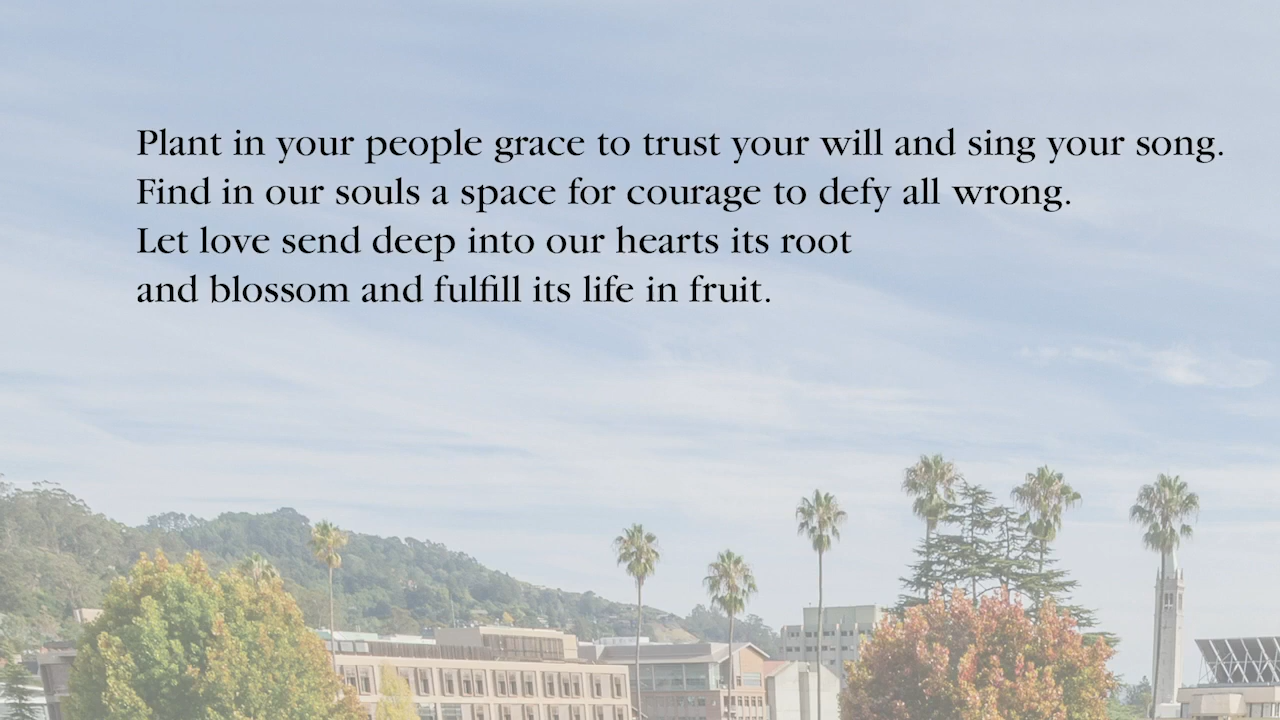 Plant in your people grace to trust your will and sing your song.
Find in our souls a space for courage to defy all wrong.
Let love send deep into our hearts its root
and blossom and fulfill its life in fruit.